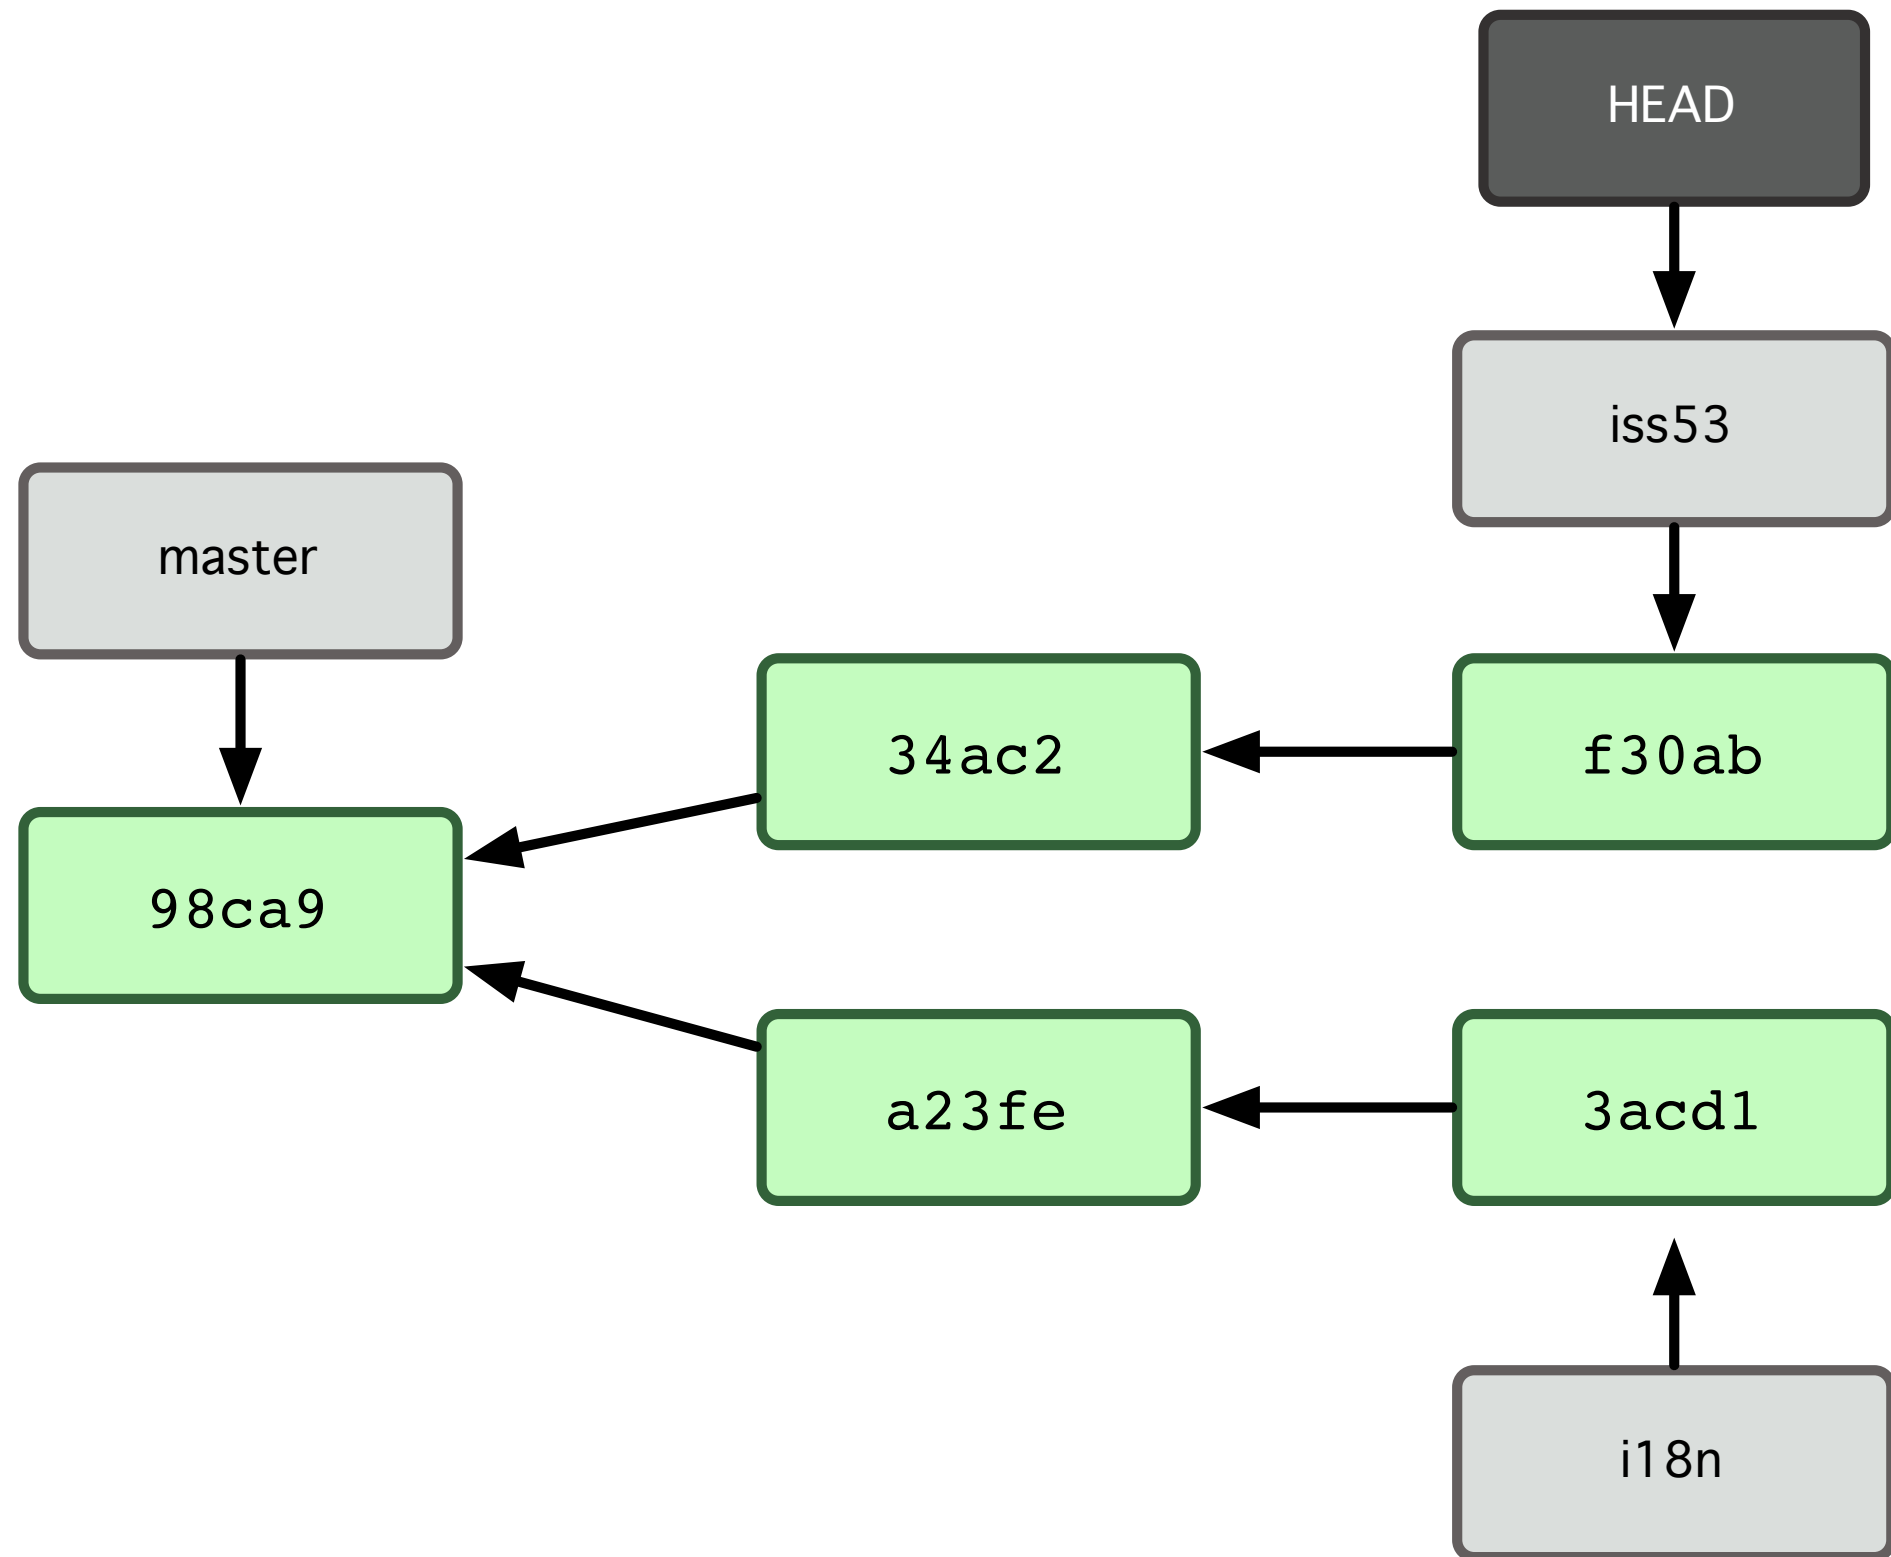 HEAD
iss53
master
34ac2
f30ab
98ca9
a23fe
3acd1
i18n